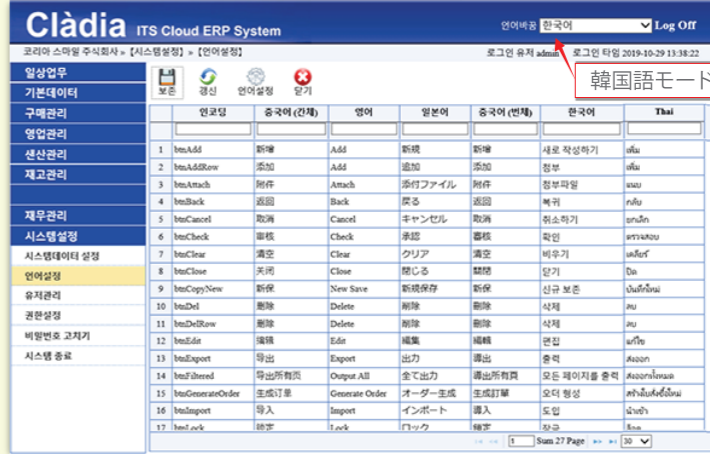 Clàdia ITS Cloud ERP System
언어바꿈 한국어 Log Off
코리아 스마일 주식회사 » 【시스템설정】 » 【언어설정】
로그인 유저 admin 로그인 타임 2019-10-29 13:38:22
韓国語モード
일상업무
기본데이터
구매관리
영업관리
생산관리
재고관리
재무관리
시스템설정
시스템데이터 설정
언어설정
유저관리
권한설정
비밀번호 고치기
시스템 종료
보존 갱신 언어설정 닫기
인코딩 중국어 (간체) 영어 일본어 중국어 (번체) 한국어 Thai
1 btnAdd 新增 Add 新規 新增 새로 작성하기 เพิ่ม
2 btnAddRow 添加 Add 追加 添加 첨부 เพิ่ม
3 btnAttach 附件 Attach 添付ファイル 附件 첨부파일 แนบ
4 btnBack 返回 Back 戻る 返回 복귀 กลับ
5 btnCancel 取消 Cancel キャンセル 取消 취소하기 ยกเลิก
6 btnCheck 审核 Check 承認 審核 확인 ตรวจสอบ
7 btnClear 清空 Clear クリア 清空 비우기 เคลียร์
8 btnClose 关闭 Close 閉じる 關閉 닫기 ปิด
9 btnCopyNew 新保 New Save 新規保存 新保 신규 보존 บันทึกใหม่
10 btnDel 删除 Delete 削除 刪除 삭제 ลบ
11 btnDelRow 删除 Delete 削除 刪除 삭제 ลบ
12 btnEdit 编辑 Edit 編集 編輯 편집 แก้ไข
13 btnExport 导出 Export 出力 導出 출력 ส่งออก
14 btnFiltered 导出所有页 Output All 全て出力 導出所有頁 모든 페이지를 출력 ส่งออกทั้งหมด
15 btnGenerateOrder 生成订单 Generate Order オーダー生成 生成訂單 오더 형성 สร้างใบสั่งซื้อใหม่
16 btnImport 导入 Import インポート 導入 도입 นำเข้า
17 btnLock 锁定 Lock ロック 鎖定 잠금 ล็อก
1 Sum 27 Page 30